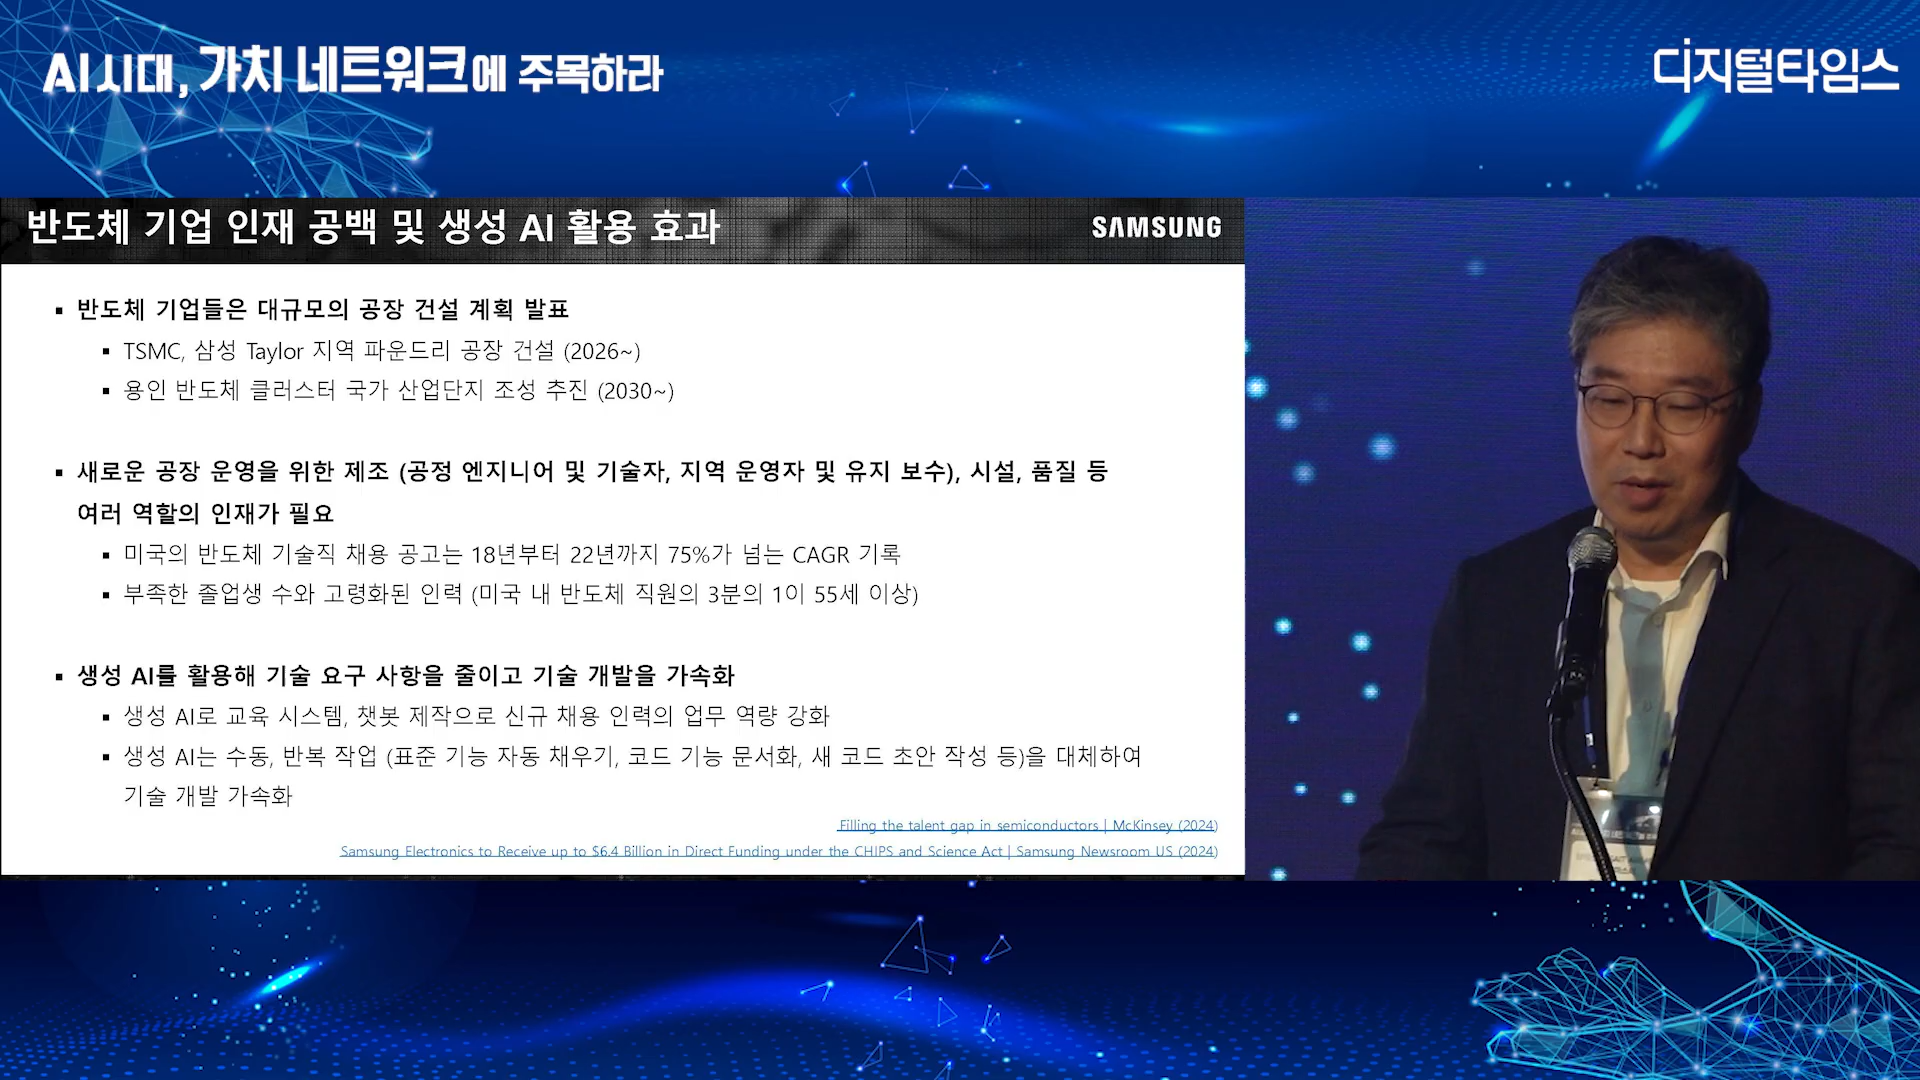 AI 시대, 가치 네트워크에 주목하라
디지털타임스
반도체 기업 인재 공백 및 생성 AI 활용 효과
SAMSUNG
▪ 반도체 기업들은 대규모의 공장 건설 계획 발표
▪ TSMC, 삼성 Taylor 지역 파운드리 공장 건설 (2026~)
▪ 용인 반도체 클러스터 국가 산업단지 조성 추진 (2030~)
▪ 새로운 공장 운영을 위한 제조 (공정 엔지니어 및 기술자, 지역 운영자 및 유지 보수), 시설, 품질 등
여러 역할의 인재가 필요
▪ 미국의 반도체 기술직 채용 공고는 18년부터 22년까지 75%가 넘는 CAGR 기록
▪ 부족한 졸업생 수와 고령화된 인력 (미국 내 반도체 직원의 3분의 1이 55세 이상)
▪ 생성 AI를 활용해 기술 요구 사항을 줄이고 기술 개발을 가속화
▪ 생성 AI로 교육 시스템, 챗봇 제작으로 신규 채용 인력의 업무 역량 강화
▪ 생성 AI는 수동, 반복 작업 (표준 기능 자동 채우기, 코드 기능 문서화, 새 코드 초안 작성 등)을 대체하여
기술 개발 가속화
Filling the talent gap in semiconductors | McKinsey (2024)
Samsung Electronics to Receive up to $6.4 Billion in Direct Funding under the CHIPS and Science Act | Samsung Newsroom US (2024)